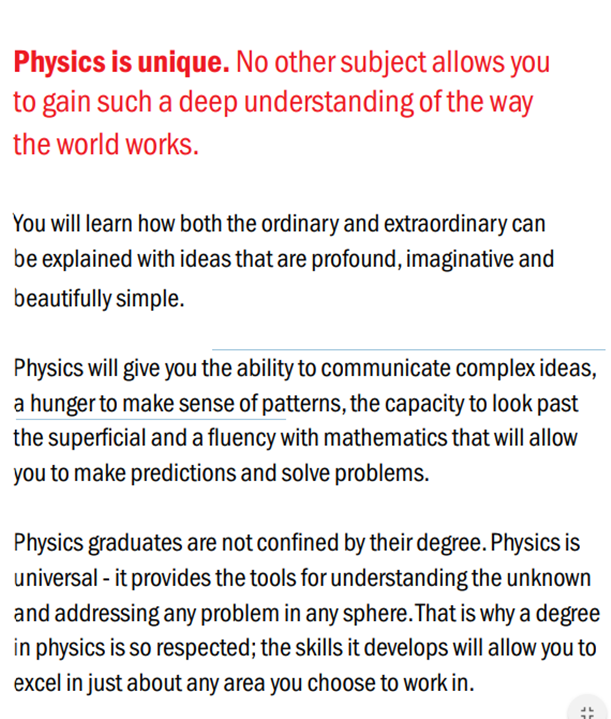 Physics is unique. No other subject allows you
to gain such a deep understanding of the way
the world works.
You will learn how both the ordinary and extraordinary can
be explained with ideas that are profound, imaginative and
beautifully simple.
Physics will give you the ability to communicate complex ideas,
a hunger to make sense of patterns, the capacity to look past
the superficial and a fluency with mathematics that will allow
you to make predictions and solve problems.
Physics graduates are not confined by their degree. Physics is
universal - it provides the tools for understanding the unknown
and addressing any problem in any sphere. That is why a degree
in physics is so respected; the skills it develops will allow you to
excel in just about any area you choose to work in.